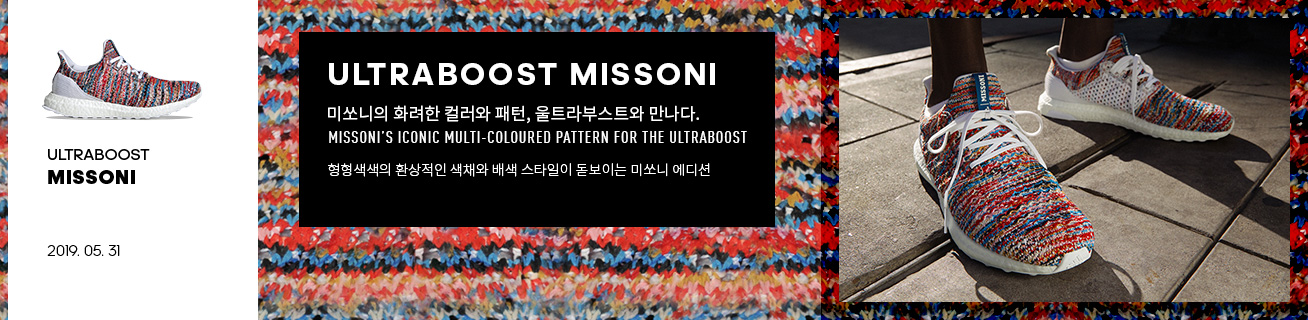 ULTRABOOST
MISSONI
2019. 05. 31
ULTRABOOST MISSONI
미쏘니의 화려한 컬러와 패턴, 울트라부스트와 만나다.
MISSONI'S ICONIC MULTI-COLOURED PATTERN FOR THE ULTRABOOST
형형색색의 환상적인 색채와 배색 스타일이 돋보이는 미쏘니 에디션
MISSONI